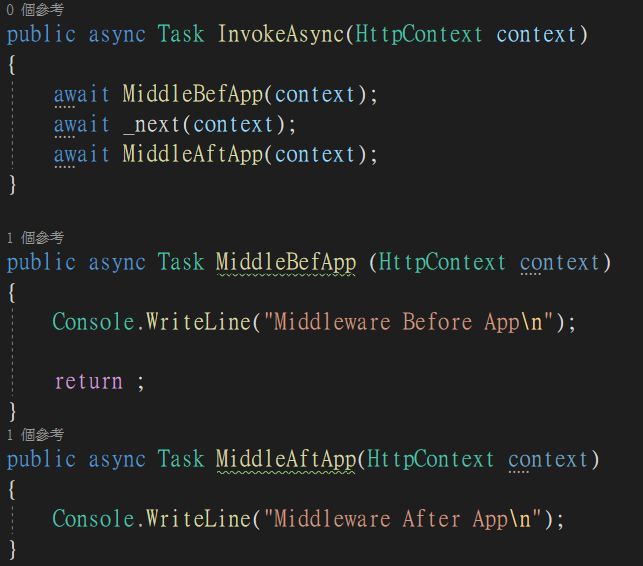 0 個參考
public async Task InvokeAsync(HttpContext context)
{
    await MiddleBefApp(context);
    await _next(context);
    await MiddleAftApp(context);
}
1 個參考
public async Task MiddleBefApp (HttpContext context)
{
    Console.WriteLine("Middleware Before App\n");
    return ;
}
1 個參考
public async Task MiddleAftApp(HttpContext context)
{
    Console.WriteLine("Middleware After App\n");
}